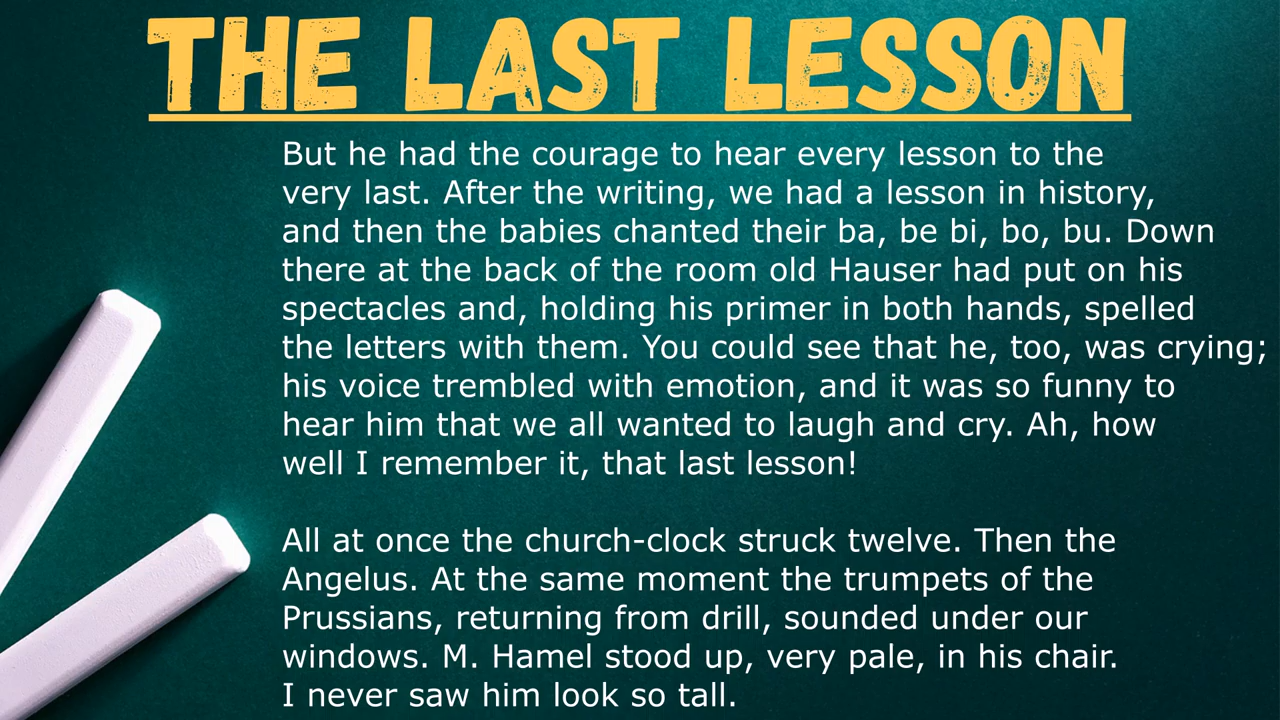 THE LAST LESSON
But he had the courage to hear every lesson to the
very last. After the writing, we had a lesson in history,
and then the babies chanted their ba, be bi, bo, bu. Down
there at the back of the room old Hauser had put on his
spectacles and, holding his primer in both hands, spelled
the letters with them. You could see that he, too, was crying;
his voice trembled with emotion, and it was so funny to
hear him that we all wanted to laugh and cry. Ah, how
well I remember it, that last lesson!
All at once the church-clock struck twelve. Then the
Angelus. At the same moment the trumpets of the
Prussians, returning from drill, sounded under our
windows. M. Hamel stood up, very pale, in his chair.
I never saw him look so tall.